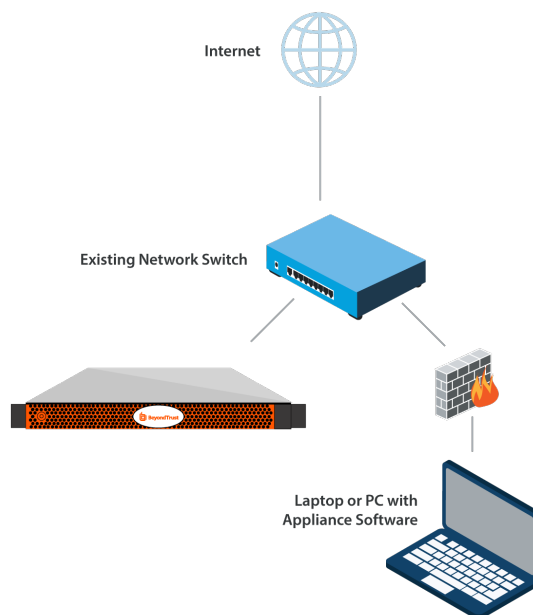 Internet
Existing Network Switch
BeyondTrust
Laptop or PC with
Appliance Software